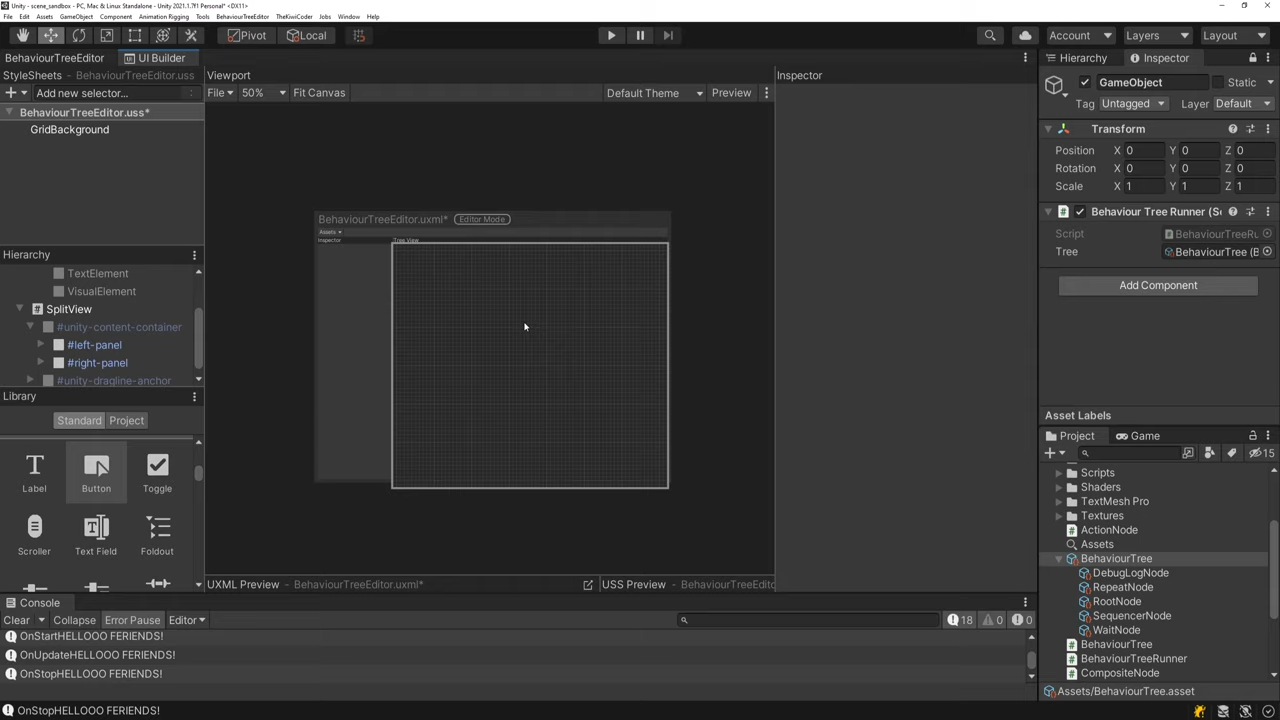 Unity - scene_sandbox - PC, Mac & Linux Standalone - Unity 2021.1.7f1 Personal* <DX11>
File Edit Assets GameObject Component Animation Rigging Tools BehaviourTreeEditor TheKiwiCoder Jobs Window Help
Pivot Local Account Layers Layout
BehaviourTreeEditor UI Builder Hierarchy Inspector
StyleSheets - BehaviourTreeEditor.uss Viewport Inspector
GameObject Static
Add new selector... File 50% Fit Canvas Default Theme Preview
Tag Untagged Layer Default
BehaviourTreeEditor.uss*
GridBackground
Transform
Position X 0 Y 0 Z 0
Rotation X 0 Y 0 Z 0
Scale X 1 Y 1 Z 1
BehaviourTreeEditor.uxml* Editor Mode
Assets
Inspector Tree View
Behaviour Tree Runner (Sc
Script BehaviourTreeRu
Tree BehaviourTree (B
Add Component
Hierarchy
TextElement
VisualElement
SplitView
#unity-content-container
#left-panel
#right-panel
#unity-dragline-anchor
Library
Standard Project
Label Button Toggle
Scroller Text Field Foldout
Asset Labels
Project Game
15
Scripts
Shaders
TextMesh Pro
Textures
ActionNode
Assets
BehaviourTree
DebugLogNode
RepeatNode
RootNode
SequencerNode
WaitNode
BehaviourTree
BehaviourTreeRunner
CompositeNode
Assets/BehaviourTree.asset
UXML Preview - BehaviourTreeEditor.uxml* USS Preview - BehaviourTreeEdito
Console
Clear Collapse Error Pause Editor 18 0 0
OnStartHELLOOO FERIENDS!
OnUpdateHELLOOO FERIENDS!
OnStopHELLOOO FERIENDS!
OnStopHELLOOO FERIENDS!